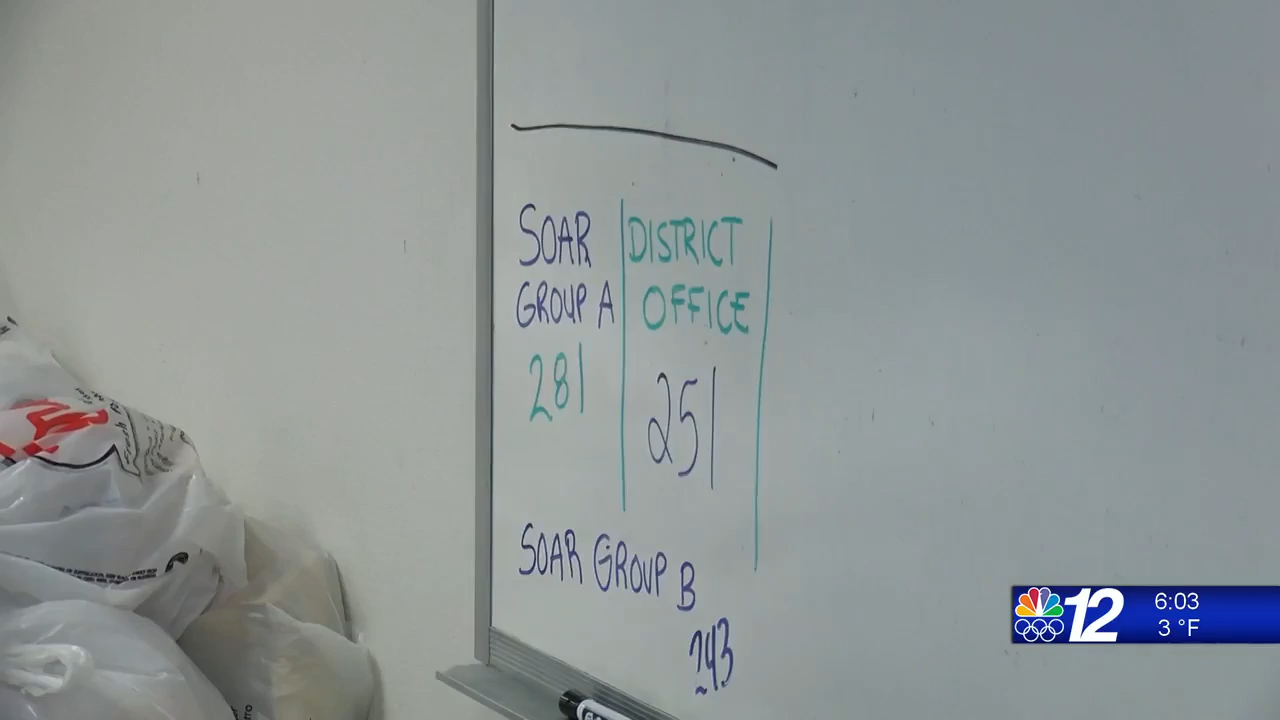 SOAR
GROUP A
281
DISTRICT
OFFICE
251
SOAR GROUP B
243
12
6:03
3 °F